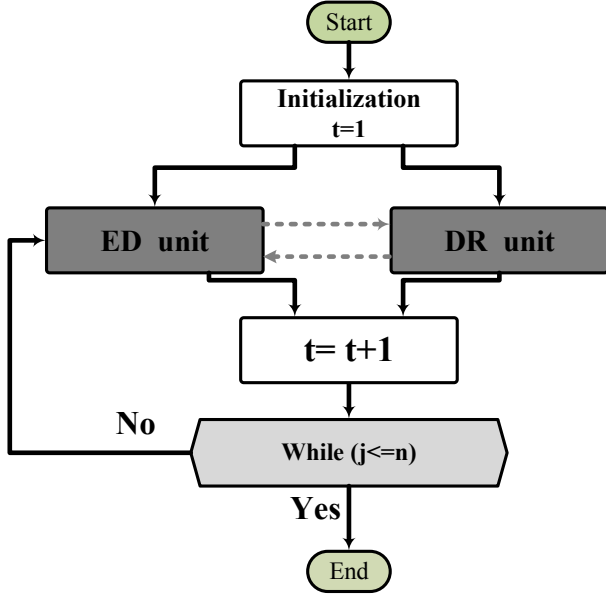 Start
Initialization
t=1
ED unit
DR unit
t= t+1
No
While (j<=n)
Yes
End